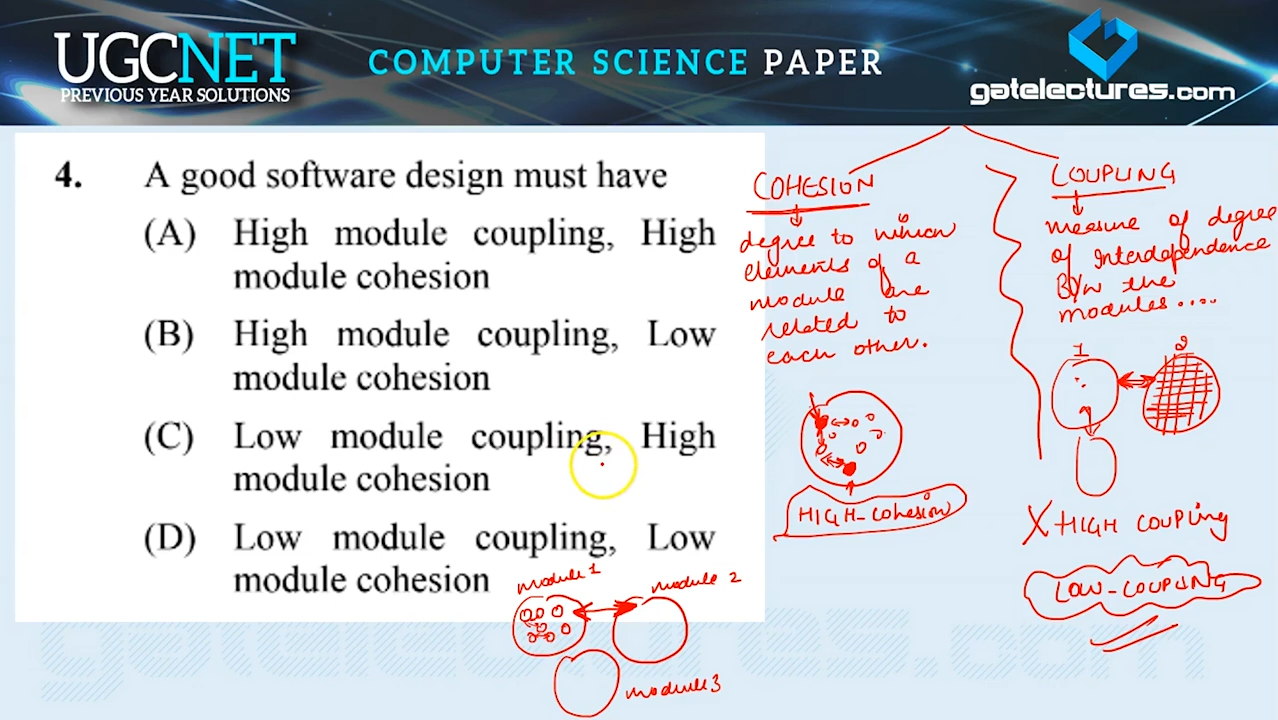 UGCNET
PREVIOUS YEAR SOLUTIONS
COMPUTER SCIENCE PAPER
gatelectures.com
4. A good software design must have
(A) High module coupling, High
module cohesion
(B) High module coupling, Low
module cohesion
(C) Low module coupling, High
module cohesion
(D) Low module coupling, Low
module cohesion
module 1
module 2
module 3
COHESION
degree to which
elements of a
module are
related to
each other.
HIGH-cohesion
COUPLING
measure of degree
of Interdependence
B/w the
modules....
1 2
X HIGH COUPLING
LOW-COUPLING
gatelectures.com